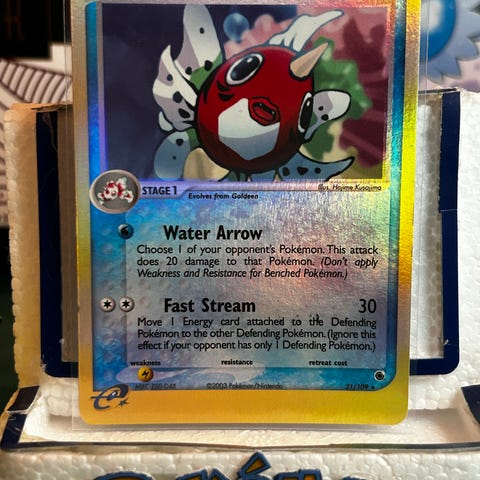 STAGE 1
Evolves from Goldeen
Illus. Hajime Kusajima
Water Arrow
Choose 1 of your opponent's Pokémon. This attack
does 20 damage to that Pokémon. (Don't apply
Weakness and Resistance for Benched Pokémon.)
Fast Stream 30
Move 1 Energy card attached to the Defending
Pokémon to the other Defending Pokémon. (Ignore this
effect if your opponent has only 1 Defending Pokémon.)
weakness resistance retreat cost
©2003 Pokémon/Nintendo
21/109 ★